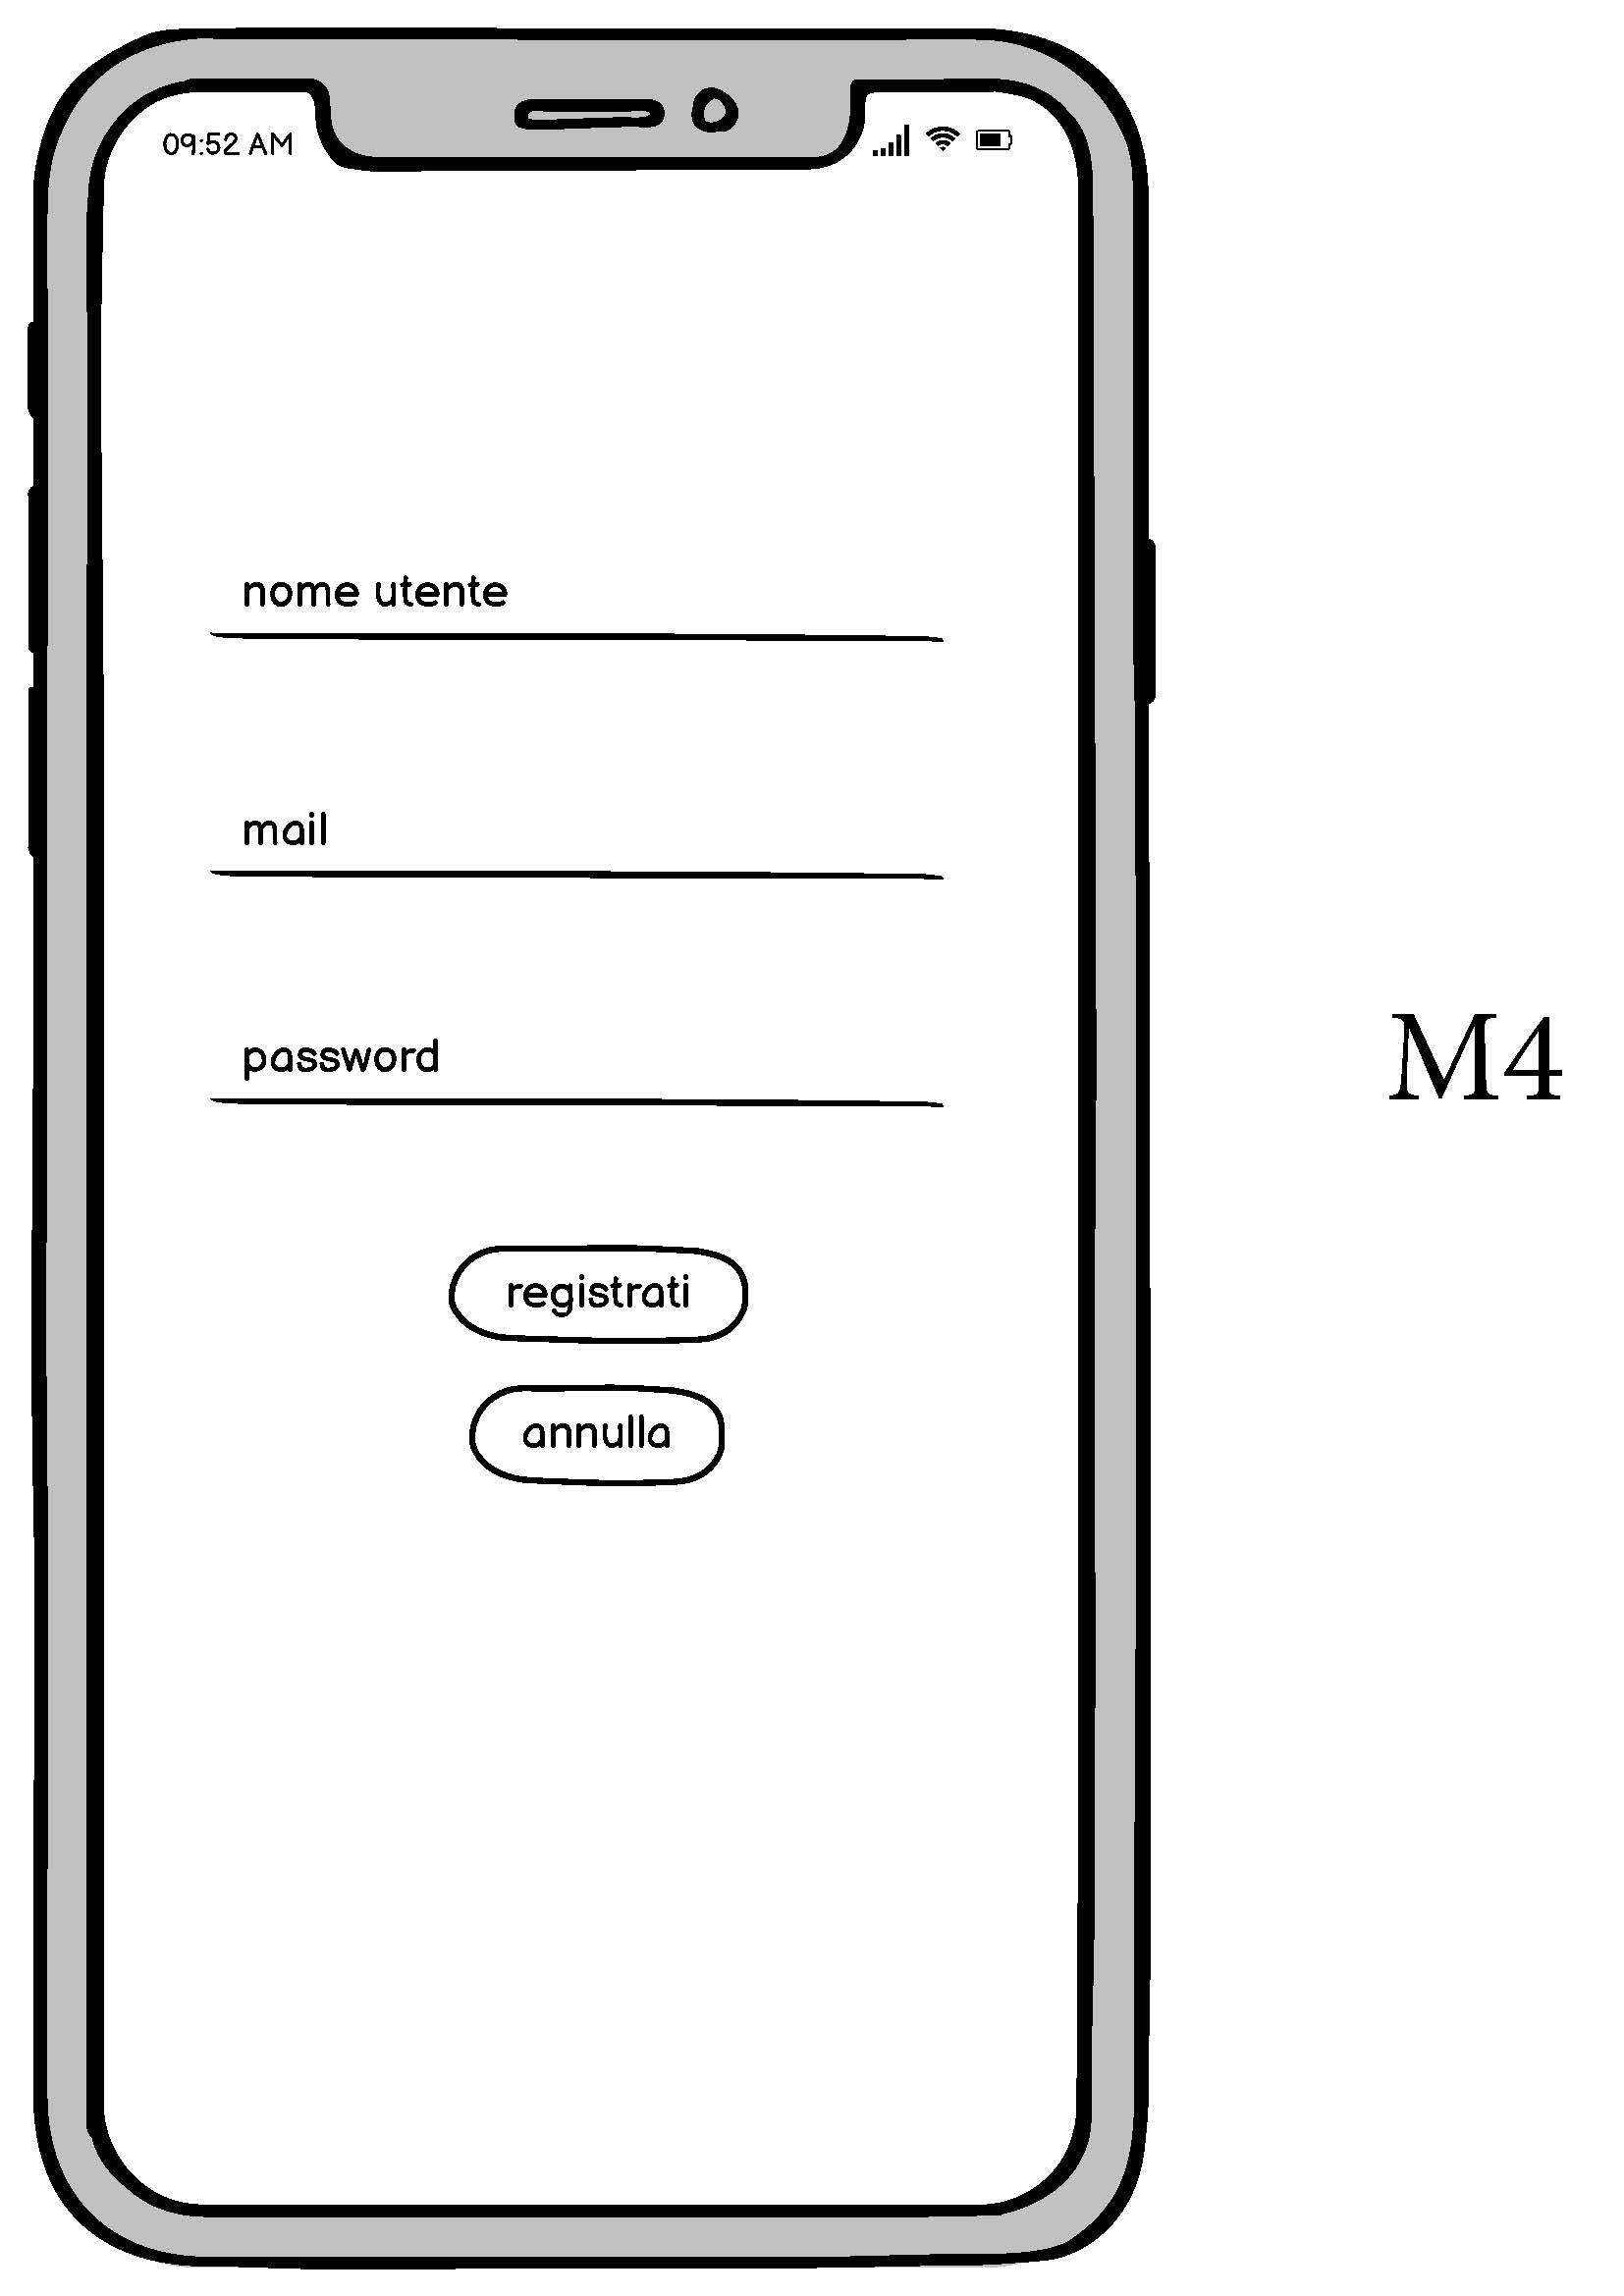 09:52 AM
nome utente
mail
password
registrati
annulla
M4